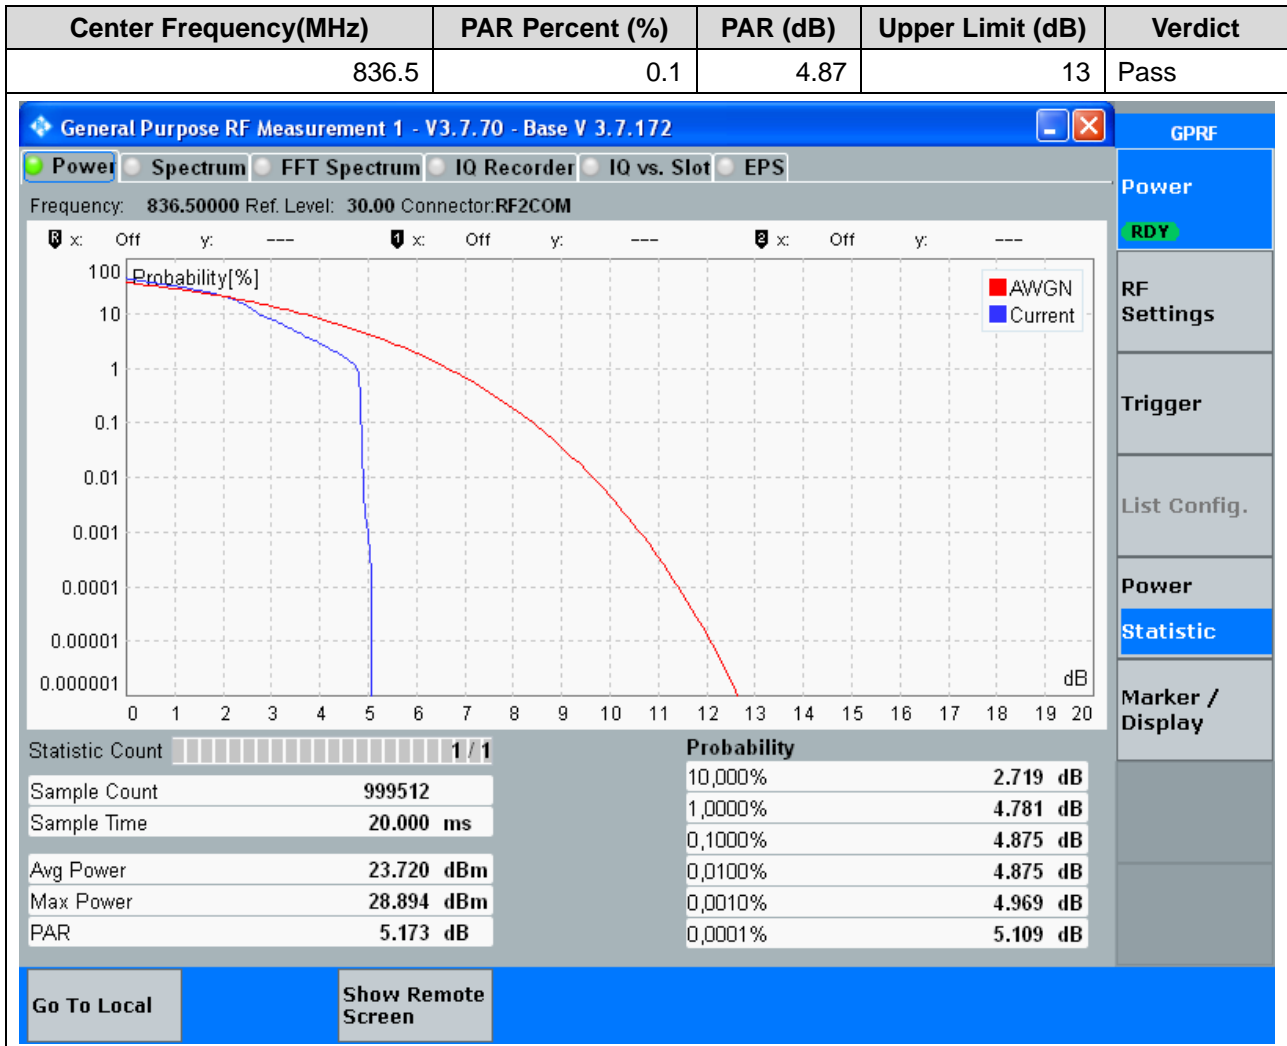 Center Frequency(MHz) PAR Percent (%) PAR (dB) Upper Limit (dB) Verdict
836.5 0.1 4.87 13 Pass
General Purpose RF Measurement 1 - V3.7.70 - Base V 3.7.172
GPRF
Power Spectrum FFT Spectrum IQ Recorder IQ vs. Slot EPS
Power
RDY
Frequency: 836.50000 Ref. Level: 30.00 Connector:RF2COM
R x: Off y: --- 1 x: Off y: --- 2 x: Off y: ---
Probability[%]
AWGN
Current
100
10
1
0.1
0.01
0.001
0.0001
0.00001
0.000001
dB
0 1 2 3 4 5 6 7 8 9 10 11 12 13 14 15 16 17 18 19 20
RF
Settings
Trigger
List Config.
Power
Statistic
Marker /
Display
Statistic Count 1 / 1
Sample Count 999512
Sample Time 20.000 ms
Avg Power 23.720 dBm
Max Power 28.894 dBm
PAR 5.173 dB
Probability
10,000% 2.719 dB
1,0000% 4.781 dB
0,1000% 4.875 dB
0,0100% 4.875 dB
0,0010% 4.969 dB
0,0001% 5.109 dB
Go To Local
Show Remote
Screen